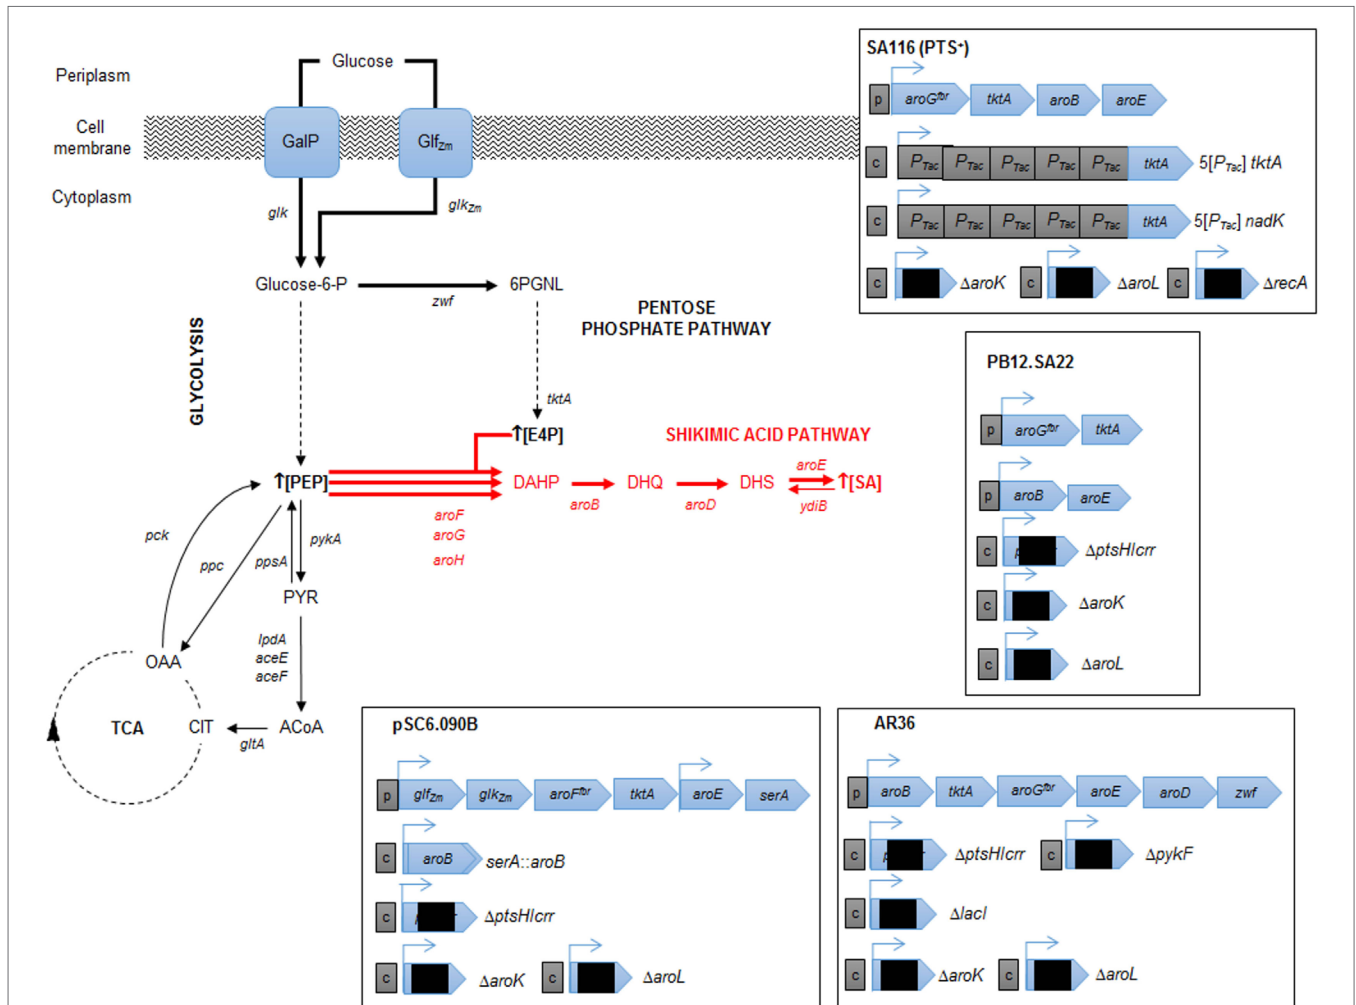 Periplasm
Cell
membrane
Cytoplasm
Glucose
GalP
Glf_Zm
glk
glk_Zm
Glucose-6-P
zwf
6PGNL
PENTOSE
PHOSPHATE PATHWAY
GLYCOLYSIS
tktA
↑[E4P]
SHIKIMIC ACID PATHWAY
↑[PEP]
DAHP
aroB
DHQ
aroD
DHS
aroE
ydiB
↑[SA]
aroF
aroG
aroH
pck
ppc
ppsA
pykA
PYR
lpdA
aceE
aceF
OAA
TCA
CIT
gltA
ACoA
SA116 (PTS⁺)
p aroG^fbr tktA aroB aroE
c P_Tac P_Tac P_Tac P_Tac P_Tac tktA 5[P_Tac] tktA
c P_Tac P_Tac P_Tac P_Tac P_Tac tktA 5[P_Tac] nadK
c ΔaroK c ΔaroL c ΔrecA
PB12.SA22
p aroG^fbr tktA
p aroB aroE
c ΔptsHIcrr
c ΔaroK
c ΔaroL
pSC6.090B
p glf_Zm glk_Zm aroF^fbr tktA aroE serA
c aroB serA::aroB
c ΔptsHIcrr
c ΔaroK c ΔaroL
AR36
p aroB tktA aroG^fbr aroE aroD zwf
c ΔptsHIcrr c ΔpykF
c ΔlacI
c ΔaroK c ΔaroL